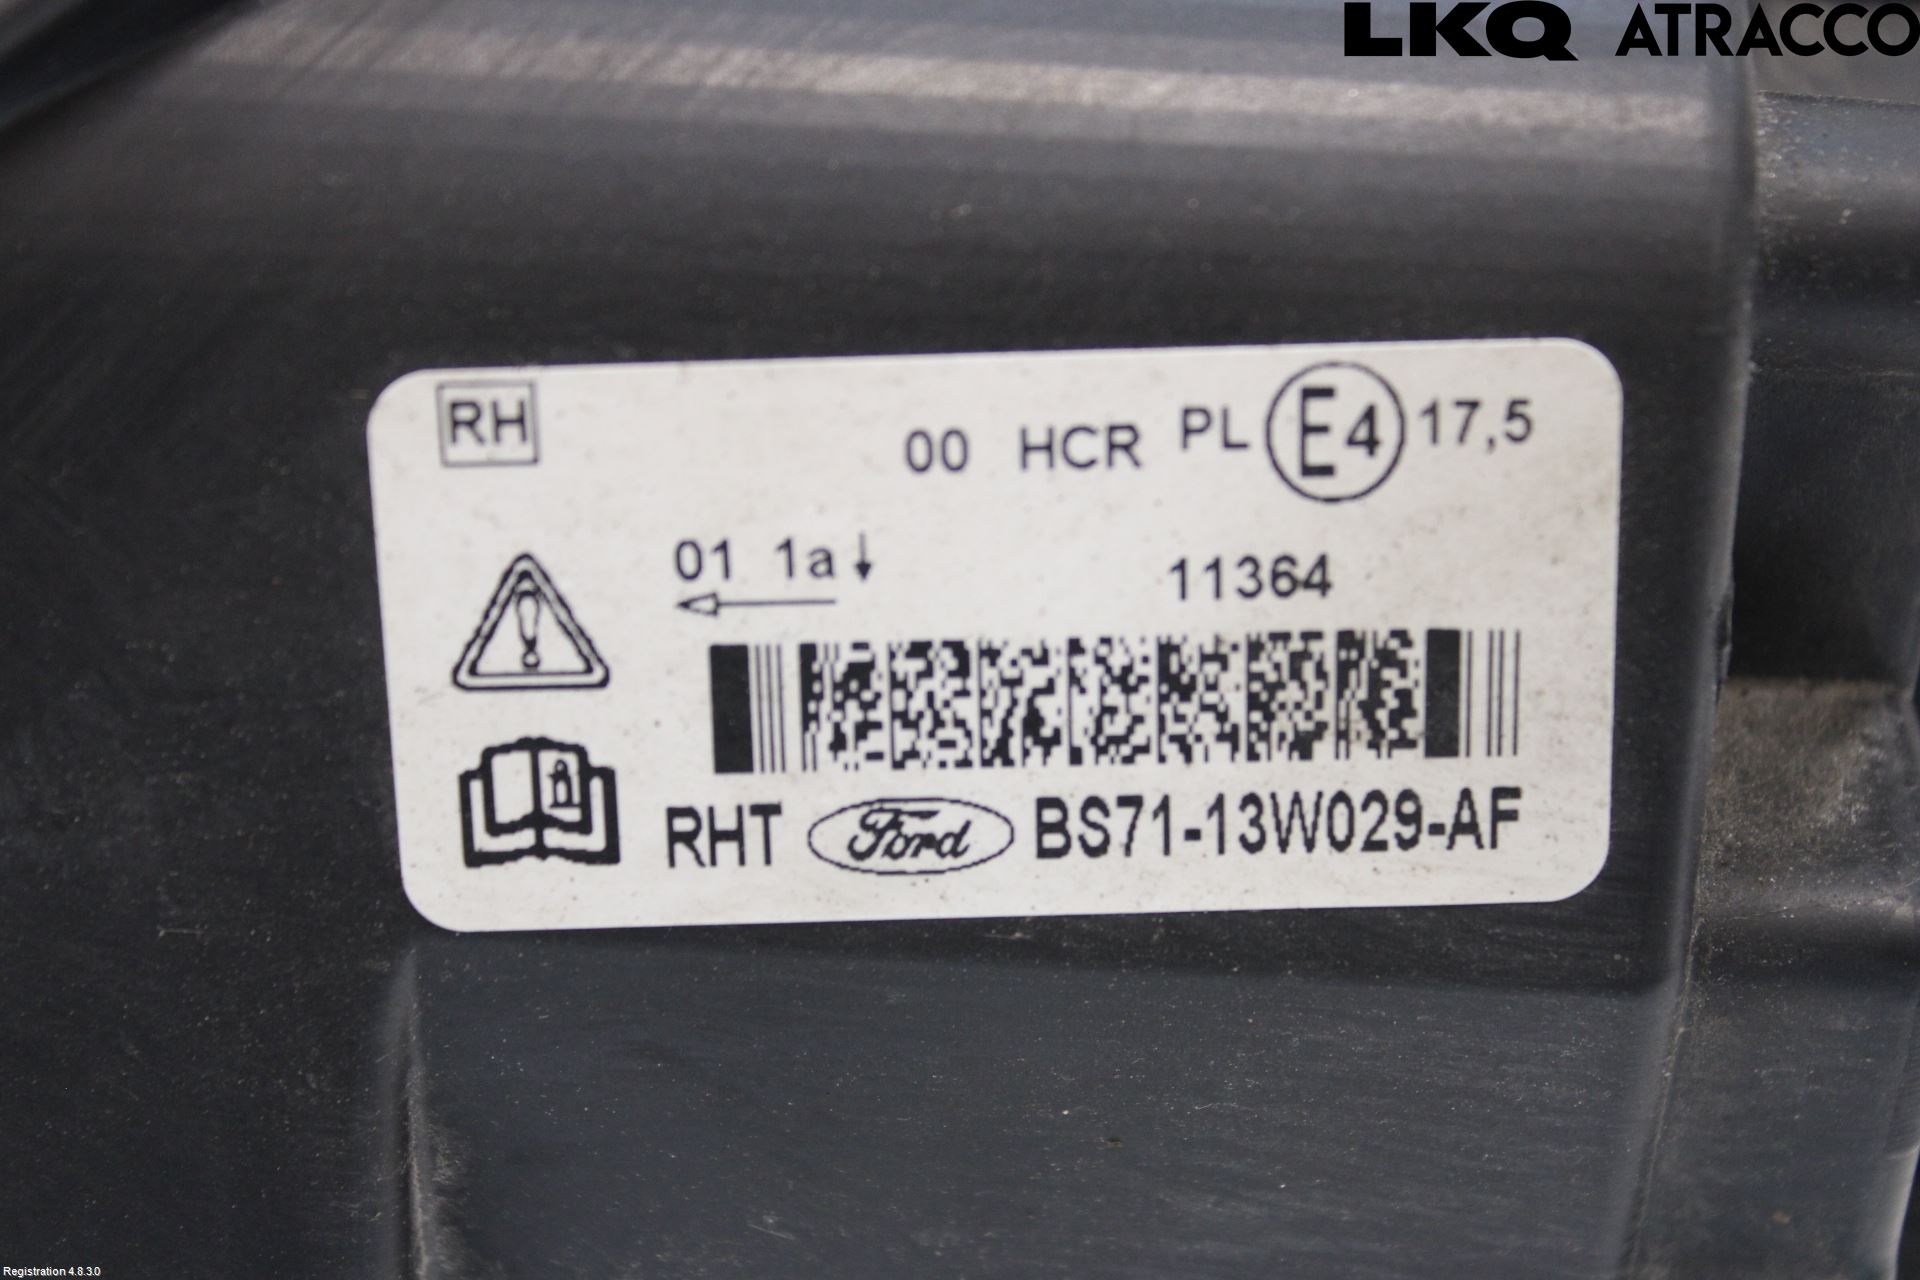 LKQ ATRACCO
RH
00 HCR PL E4 17,5
01 1a↓
←
11364
RHT Ford BS71-13W029-AF
Registration 4.8.3.0